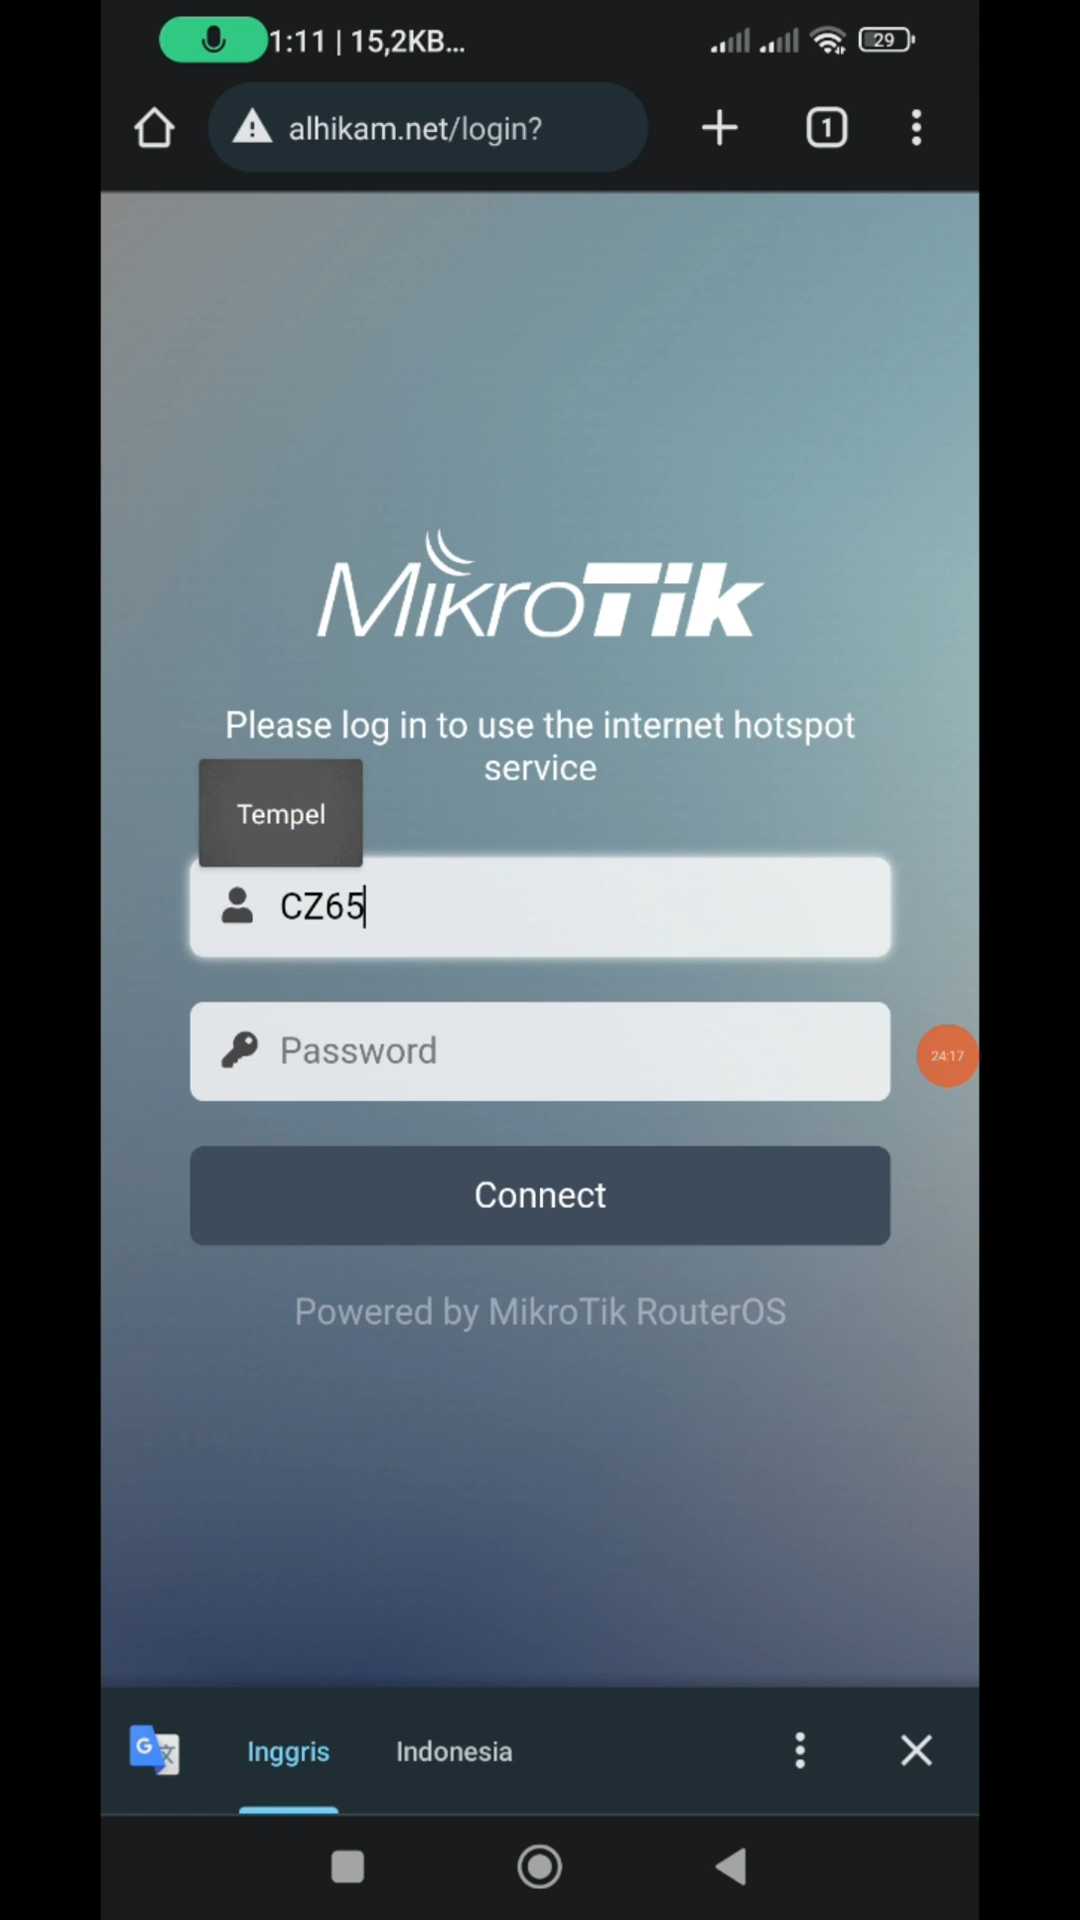 1:11 | 15,2KB...
29
alhikam.net/login?
1
MikroTik
Please log in to use the internet hotspot
service
Tempel
CZ65
Password
24:17
Connect
Powered by MikroTik RouterOS
G 文
Inggris
Indonesia